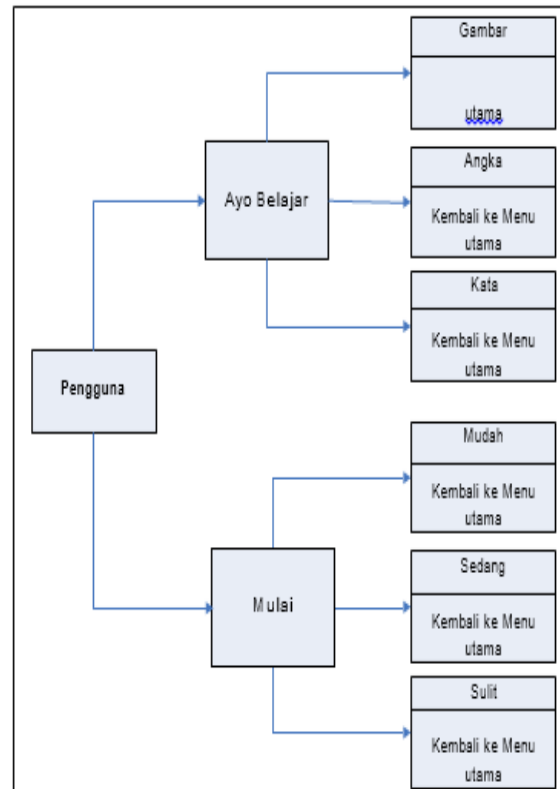 Gambar
utama
Angka
Kembali ke Menu
utama
Kata
Kembali ke Menu
utama
Ayo Belajar
Pengguna
Mudah
Kembali ke Menu
utama
Sedang
Kembali ke Menu
utama
Sulit
Kembali ke Menu
utama
Mulai